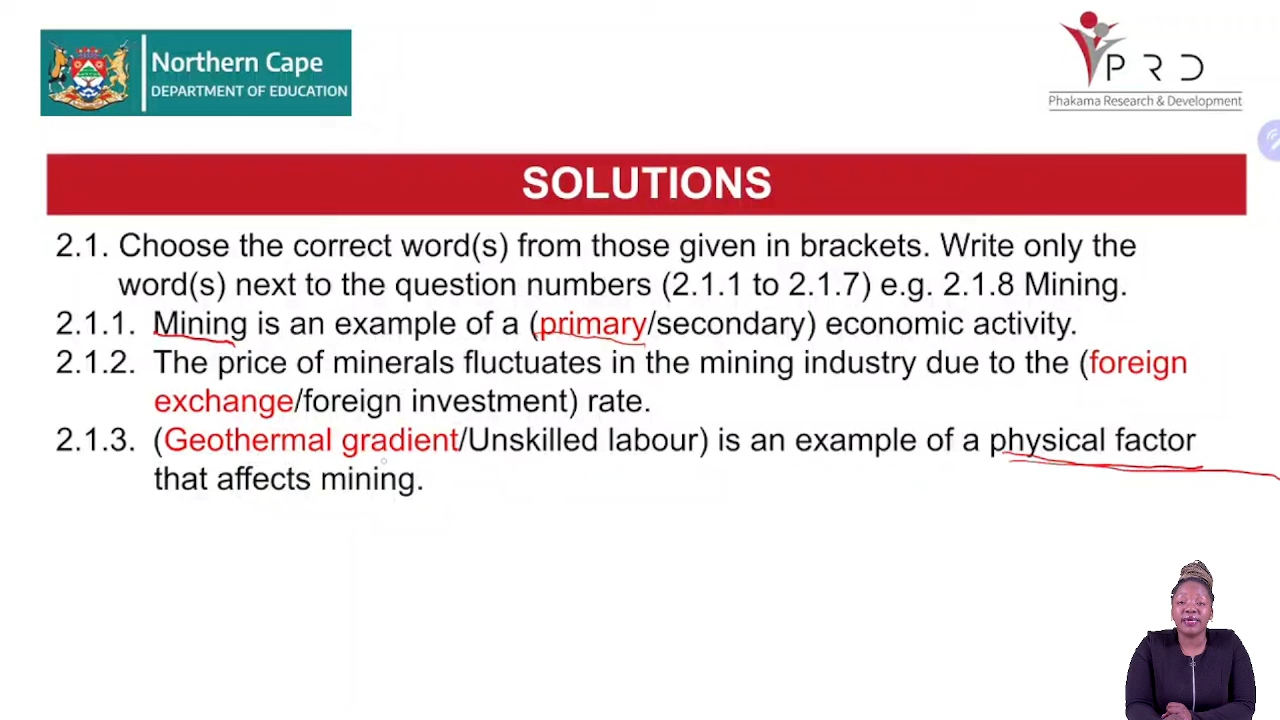 Northern Cape
DEPARTMENT OF EDUCATION
P R D
Phakama Research & Development
SOLUTIONS
2.1. Choose the correct word(s) from those given in brackets. Write only the
word(s) next to the question numbers (2.1.1 to 2.1.7) e.g. 2.1.8 Mining.
2.1.1. Mining is an example of a (primary/secondary) economic activity.
2.1.2. The price of minerals fluctuates in the mining industry due to the (foreign
exchange/foreign investment) rate.
2.1.3. (Geothermal gradient/Unskilled labour) is an example of a physical factor
that affects mining.